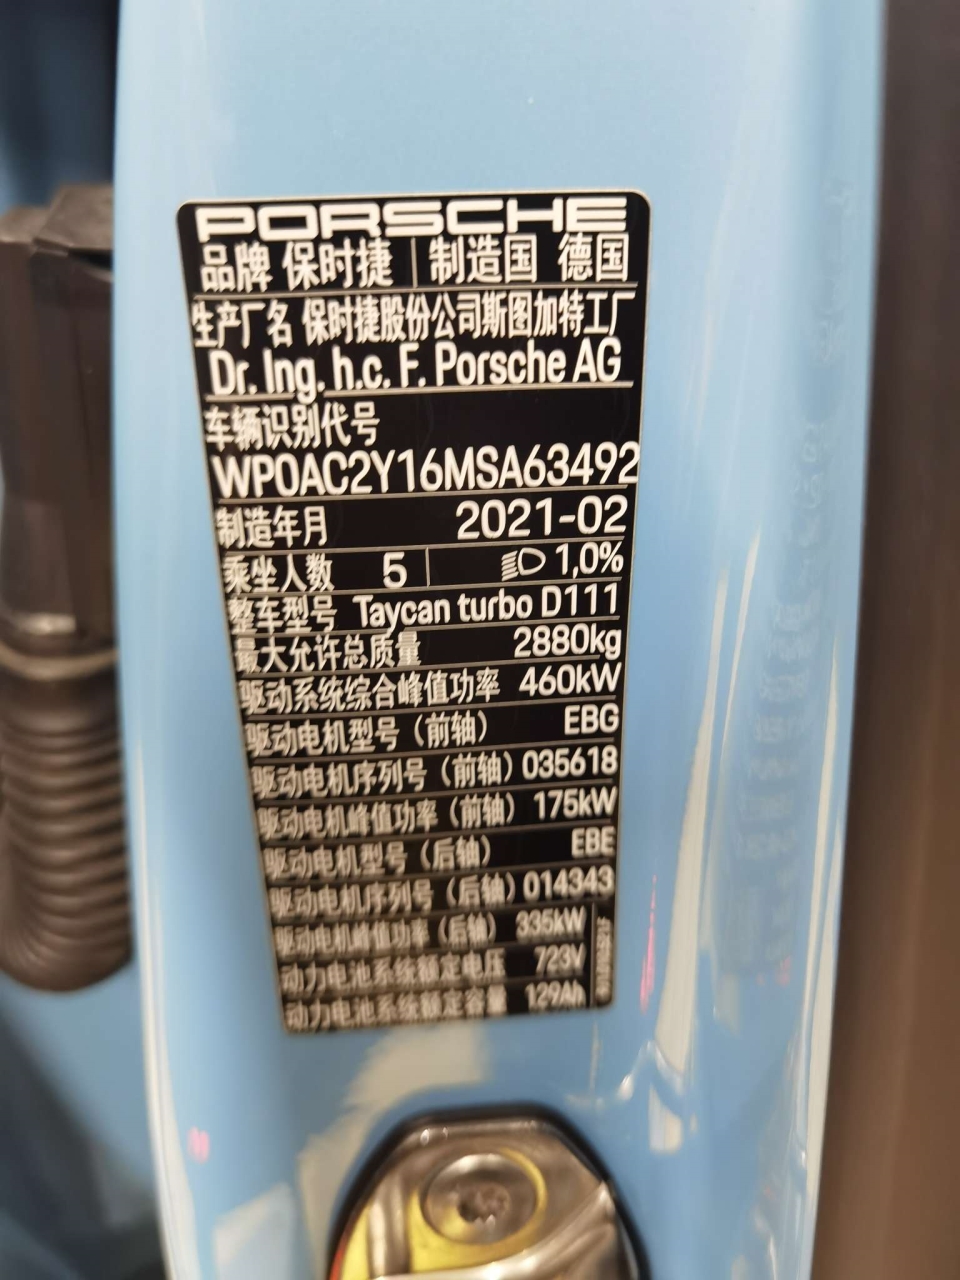 PORSCHE
品牌 保时捷 制造国 德国
生产厂名 保时捷股份公司斯图加特工厂
Dr. Ing. h.c. F. Porsche AG
车辆识别代号
WP0AC2Y16MSA63492
制造年月 2021-02
乘坐人数 5 1,0%
整车型号 Taycan turbo D111
最大允许总质量 2880kg
驱动系统综合峰值功率 460kW
驱动电机型号（前轴） EBG
驱动电机序列号（前轴）035618
驱动电机峰值功率（前轴）175kW
驱动电机型号（后轴） EBE
驱动电机序列号（后轴）014343
驱动电机峰值功率（后轴） 335kW
动力电池系统额定电压 723V
动力电池系统额定容量 129Ah